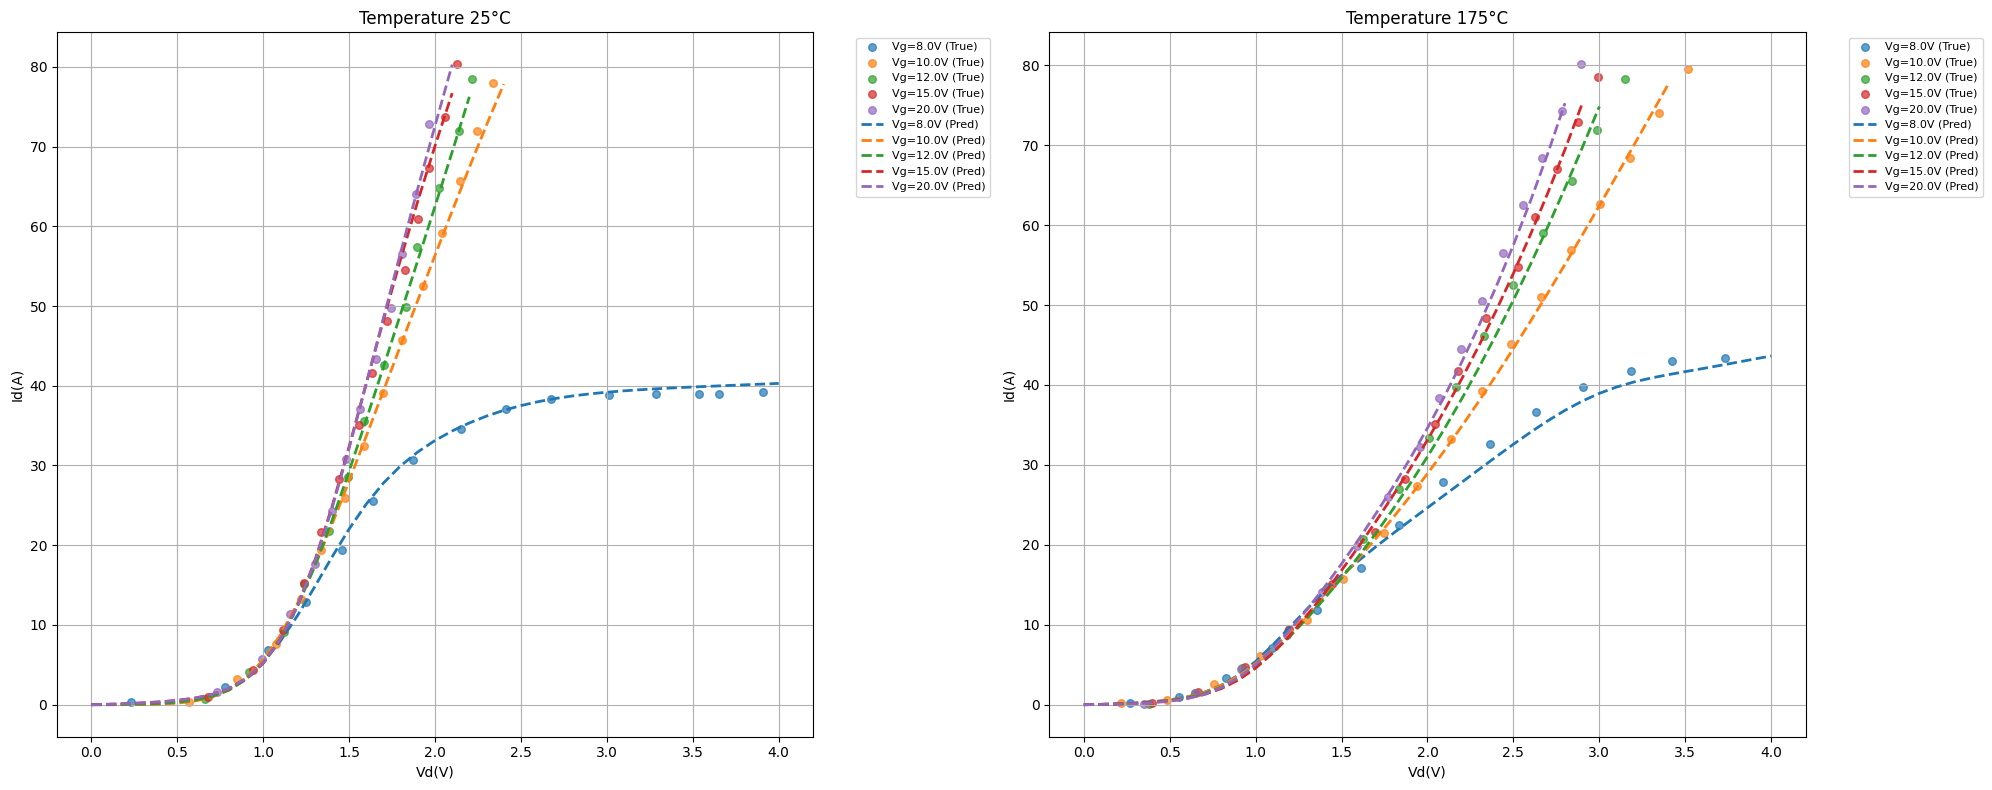 Temperature 25°C
80
70
60
50
40
30
20
10
0
Id(A)
0.0 0.5 1.0 1.5 2.0 2.5 3.0 3.5 4.0
Vd(V)
Vg=8.0V (True)
Vg=10.0V (True)
Vg=12.0V (True)
Vg=15.0V (True)
Vg=20.0V (True)
Vg=8.0V (Pred)
Vg=10.0V (Pred)
Vg=12.0V (Pred)
Vg=15.0V (Pred)
Vg=20.0V (Pred)
Temperature 175°C
80
70
60
50
40
30
20
10
0
Id(A)
0.0 0.5 1.0 1.5 2.0 2.5 3.0 3.5 4.0
Vd(V)
Vg=8.0V (True)
Vg=10.0V (True)
Vg=12.0V (True)
Vg=15.0V (True)
Vg=20.0V (True)
Vg=8.0V (Pred)
Vg=10.0V (Pred)
Vg=12.0V (Pred)
Vg=15.0V (Pred)
Vg=20.0V (Pred)